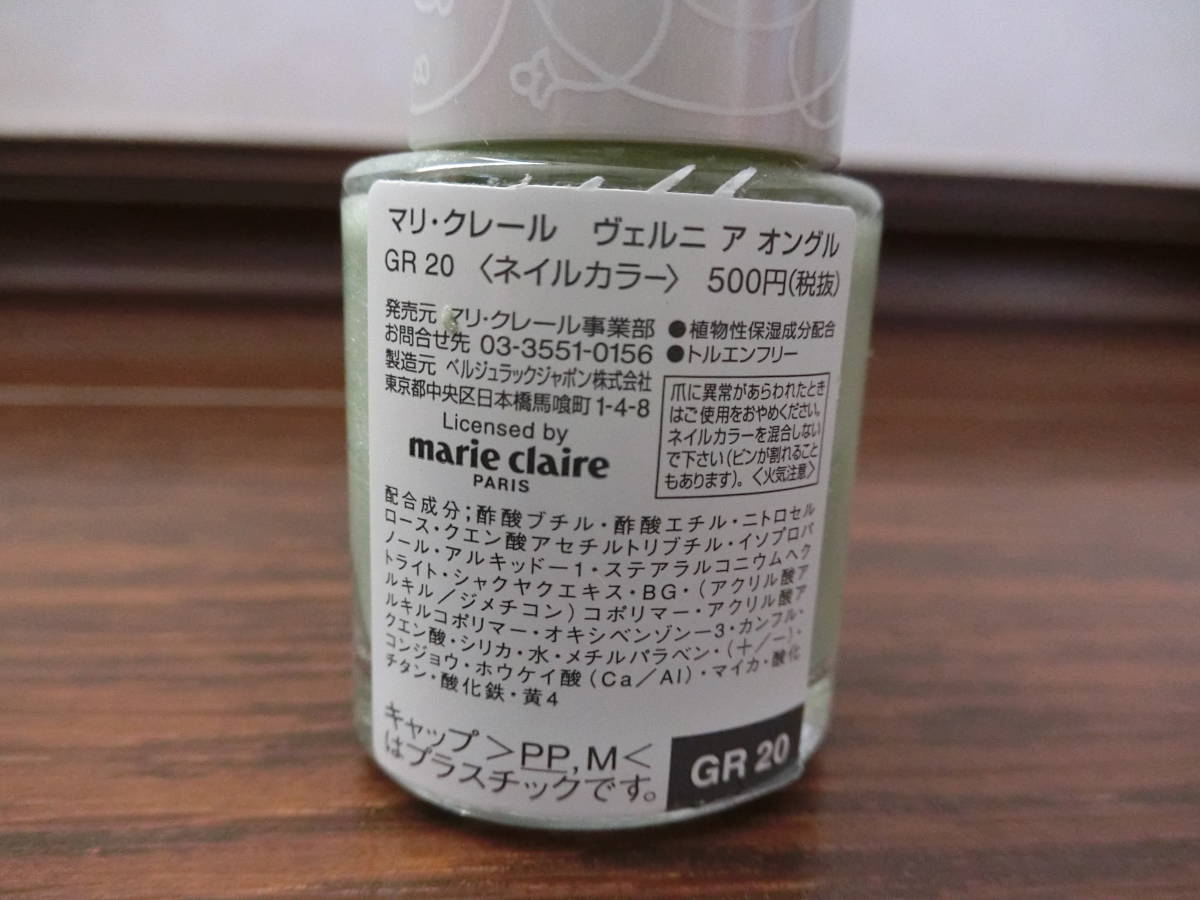 マリ・クレール ヴェルニ ア オングル
GR 20 〈ネイルカラー〉 500円(税抜)
発売元 マリ・クレール事業部
お問合せ先 03-3551-0156
製造元 ベルジュラックジャポン株式会社
東京都中央区日本橋馬喰町1-4-8
Licensed by
marie claire
PARIS
●植物性保湿成分配合
●トルエンフリー
爪に異常があらわれたとき
はご使用をおやめください。
ネイルカラーを混合しない
で下さい(ビンが割れること
もあります)。〈火気注意〉
配合成分;酢酸ブチル・酢酸エチル・ニトロセル
ロース・クエン酸アセチルトリブチル・イソプロパ
ノール・アルキッド－1・ステアラルコニウムヘク
トライト・シャクヤクエキス・BG・(アクリル酸ア
ルキル／ジメチコン)コポリマー・アクリル酸ア
ルキルコポリマー・オキシベンゾン－3・カンフル・
クエン酸・シリカ・水・メチルパラベン・(＋／－)・
コンジョウ・ホウケイ酸(Ca／Al)・マイカ・酸化
チタン・酸化鉄・黄4
キャップ＞PP,M＜
はプラスチックです。
GR 20